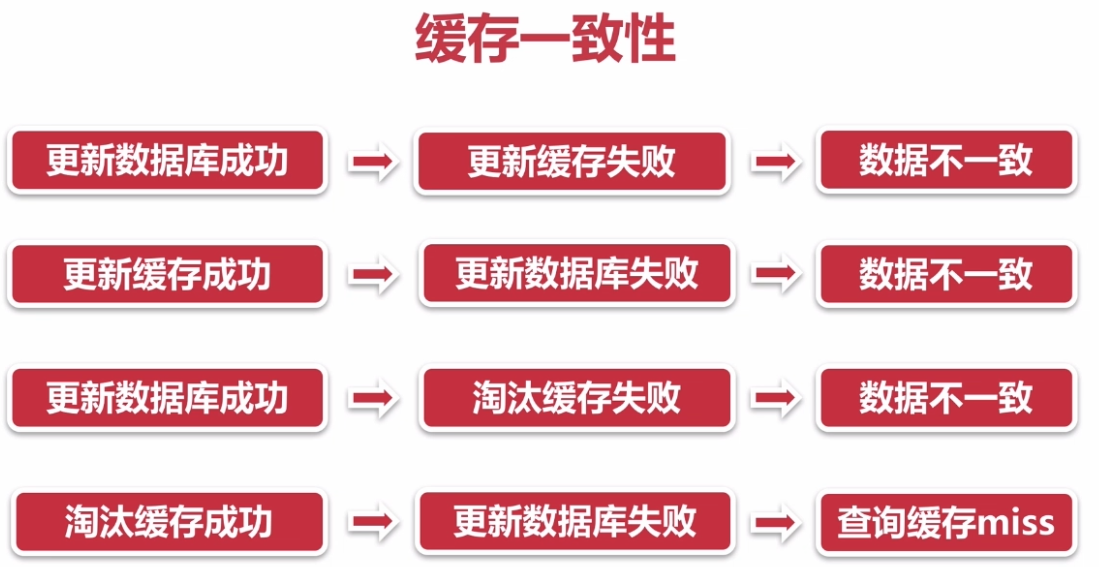 缓存一致性
更新数据库成功 更新缓存失败 数据不一致
更新缓存成功 更新数据库失败 数据不一致
更新数据库成功 淘汰缓存失败 数据不一致
淘汰缓存成功 更新数据库失败 查询缓存miss